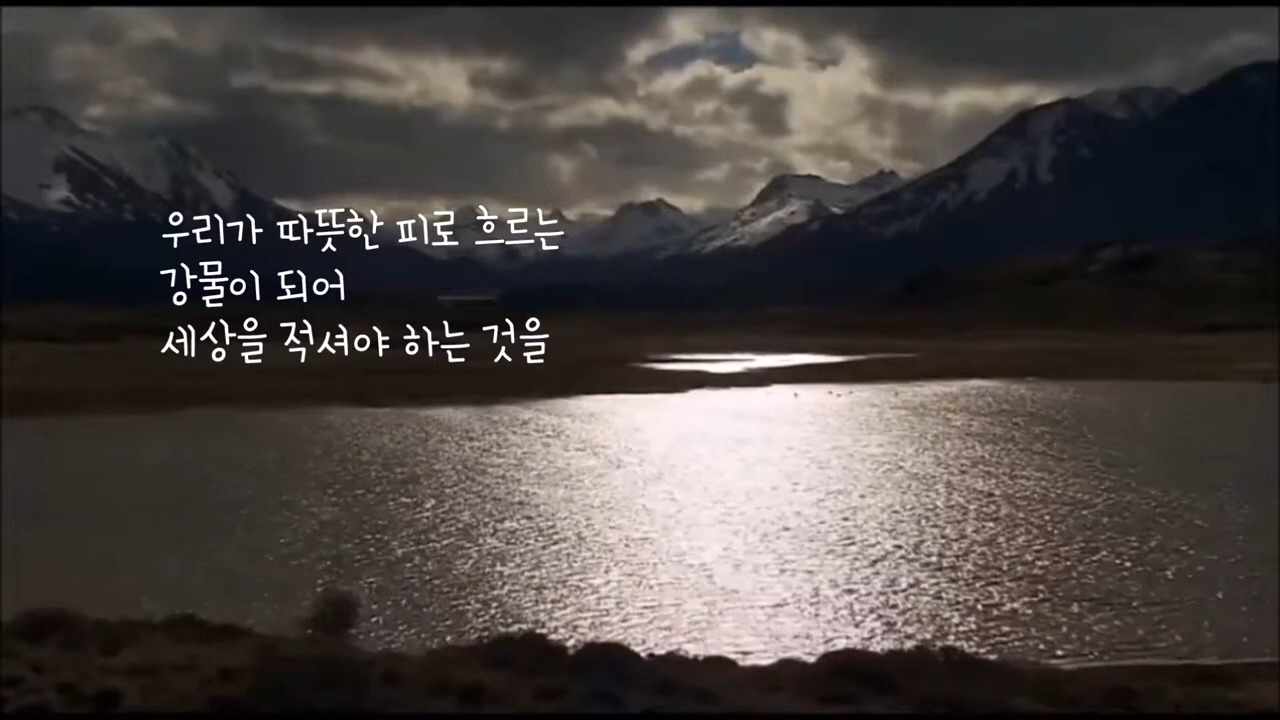 우리가 따뜻한 피로 흐르는
강물이 되어
세상을 적셔야 하는 것을